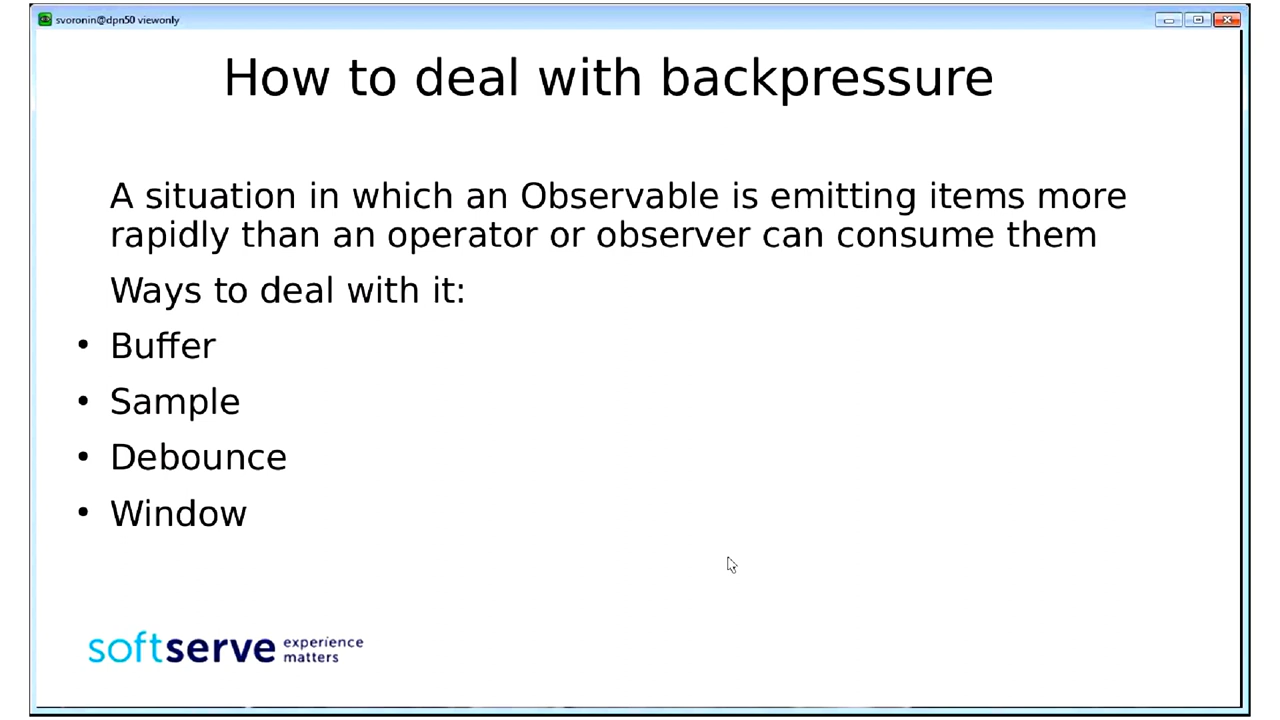 svoronin@dpn50 viewonly
How to deal with backpressure
A situation in which an Observable is emitting items more
rapidly than an operator or observer can consume them
Ways to deal with it:
• Buffer
• Sample
• Debounce
• Window
softserve experience matters